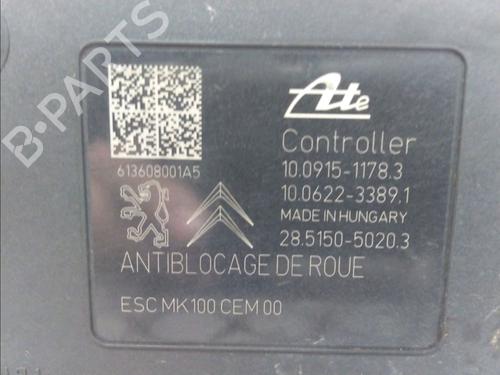 B-PARTS
Ate
Controller
613608001A5
10.0915-1178.3
10.0622-3389.1
MADE IN HUNGARY
28.5150-5020.3
ANTIBLOCAGE DE ROUE
ESC MK100 CEM 00